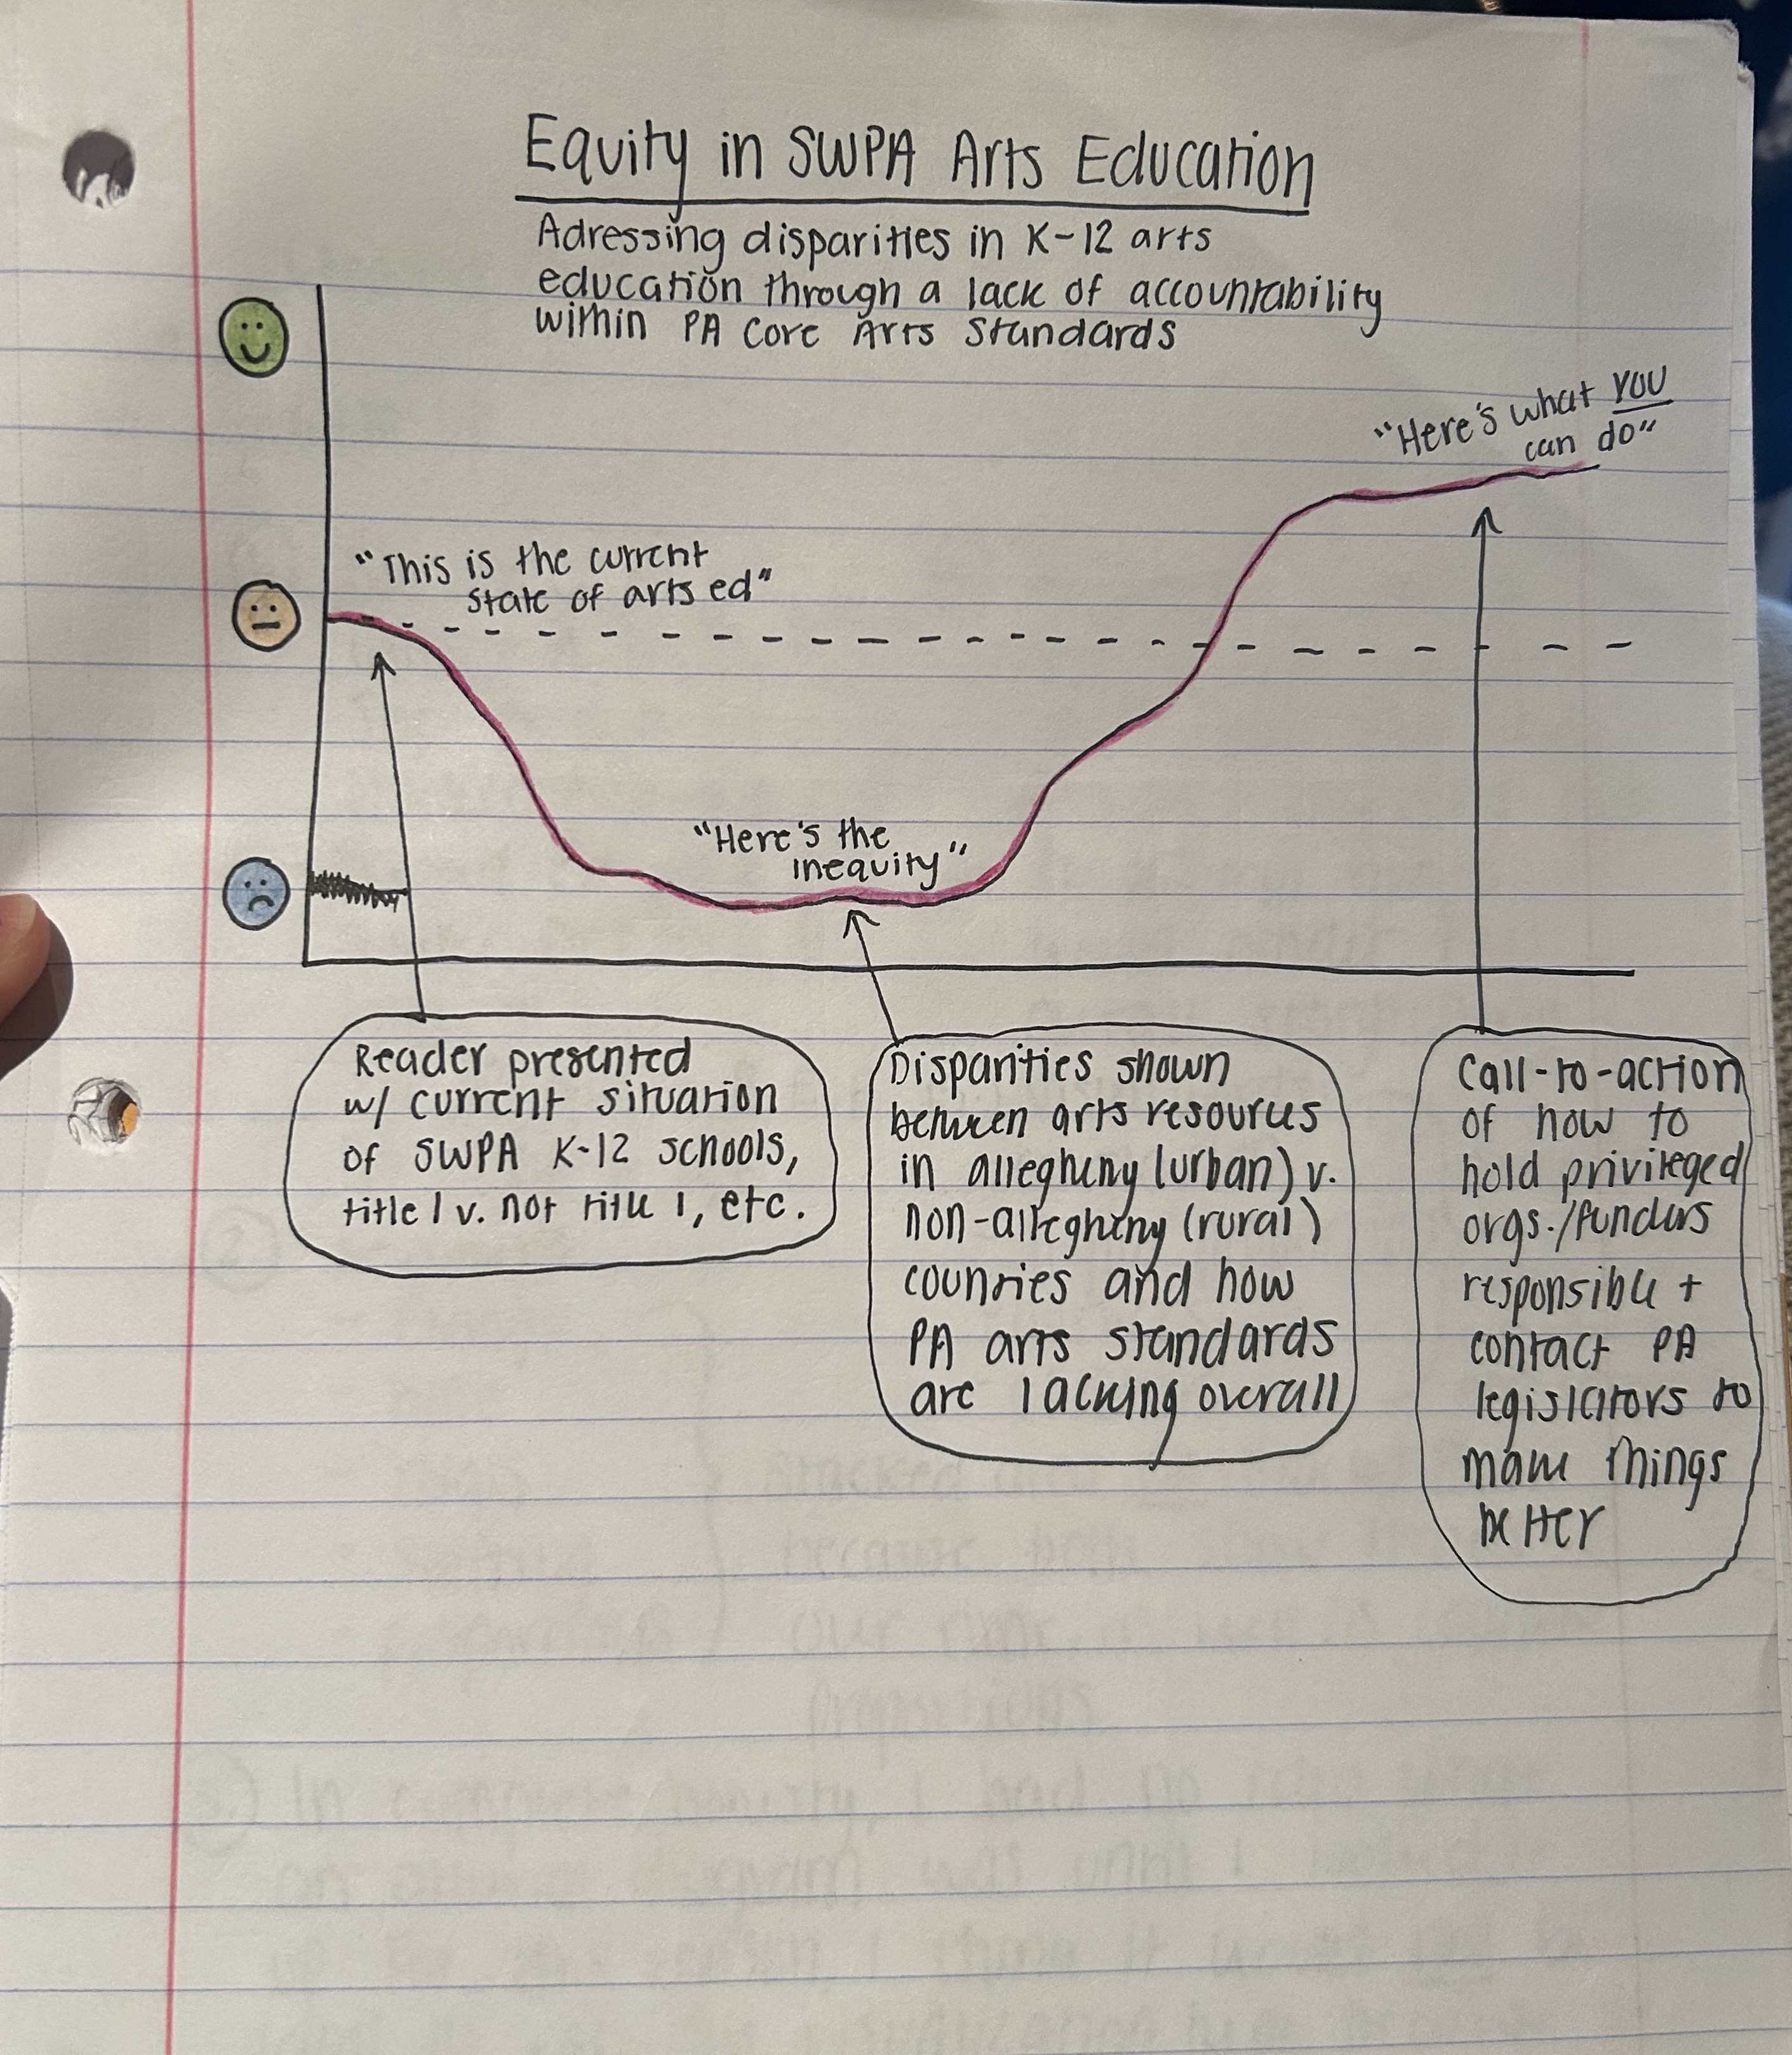 Equity in SWPA Arts Education
Adressing disparities in K-12 arts
education through a lack of accountability
within PA Core Arts Standards
"Here's what YOU
can do"
"This is the current
state of arts ed"
"Here's the
inequity"
Reader presented
w/ current situation
of SWPA K-12 schools,
title 1 v. not title 1, etc.
Disparities shown
between arts resources
in allegheny (urban) v.
non-allegheny (rural)
counties and how
PA arts standards
are lacking overall
Call-to-action
of how to
hold privileged
orgs./funders
responsible +
contact PA
legislators to
make things
better